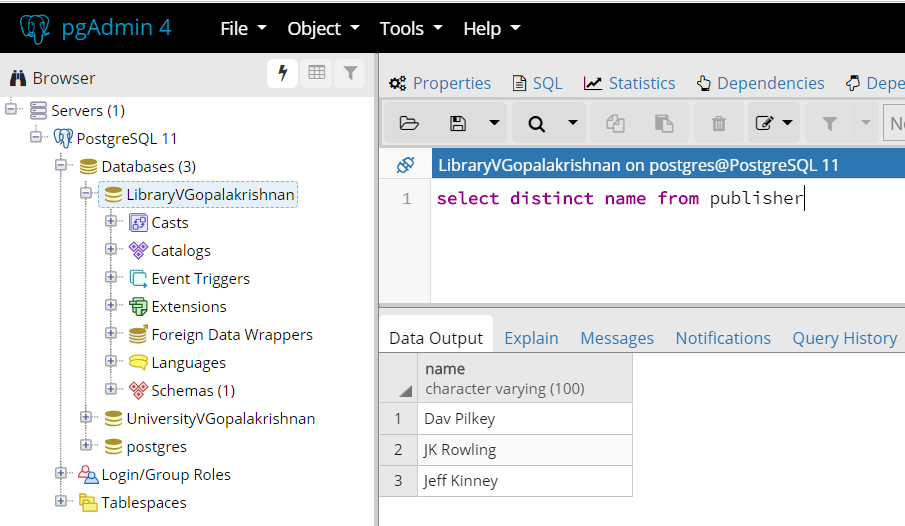 pgAdmin 4 File Object Tools Help
Browser
Servers (1)
PostgreSQL 11
Databases (3)
LibraryVGopalakrishnan
Casts
Catalogs
Event Triggers
Extensions
Foreign Data Wrappers
Languages
Schemas (1)
UniversityVGopalakrishnan
postgres
Login/Group Roles
Tablespaces
Properties SQL Statistics Dependencies Depe
No
LibraryVGopalakrishnan on postgres@PostgreSQL 11
1 select distinct name from publisher
Data Output Explain Messages Notifications Query History
name
character varying (100)
1 Dav Pilkey
2 JK Rowling
3 Jeff Kinney